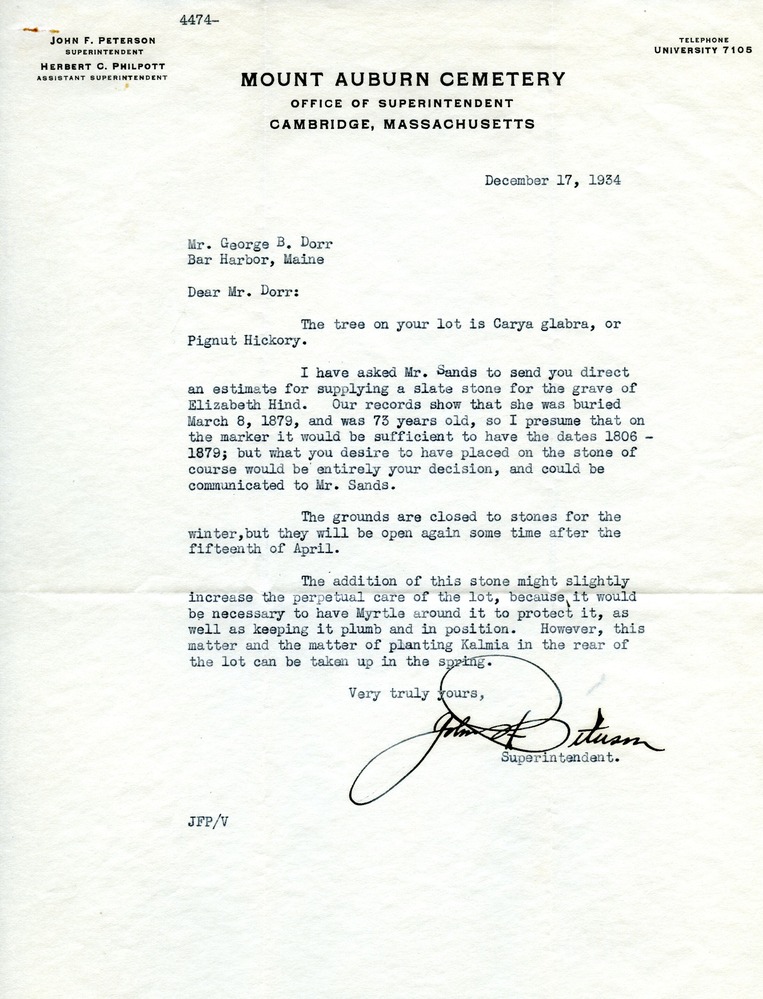 4474-
JOHN F. PETERSON
SUPERINTENDENT
HERBERT C. PHILPOTT
ASSISTANT SUPERINTENDENT
TELEPHONE
UNIVERSITY 7105
MOUNT AUBURN CEMETERY
OFFICE OF SUPERINTENDENT
CAMBRIDGE, MASSACHUSETTS
December 17, 1934
Mr. George B. Dorr
Bar Harbor, Maine
Dear Mr. Dorr:
The tree on your lot is Carya glabra, or
Pignut Hickory.
I have asked Mr. Sands to send you direct
an estimate for supplying a slate stone for the grave of
Elizabeth Hind. Our records show that she was buried
March 8, 1879, and was 73 years old, so I presume that on
the marker it would be sufficient to have the dates 1806 -
1879; but what you desire to have placed on the stone of
course would be entirely your decision, and could be
communicated to Mr. Sands.
The grounds are closed to stones for the
winter,but they will be open again some time after the
fifteenth of April.
The addition of this stone might slightly
increase the perpetual care of the lot, because it would
be necessary to have Myrtle around it to protect it, as
well as keeping it plumb and in position. However, this
matter and the matter of planting Kalmia in the rear of
the lot can be taken up in the spring.
Very truly yours,
John F. Peterson
Superintendent.
JFP/V